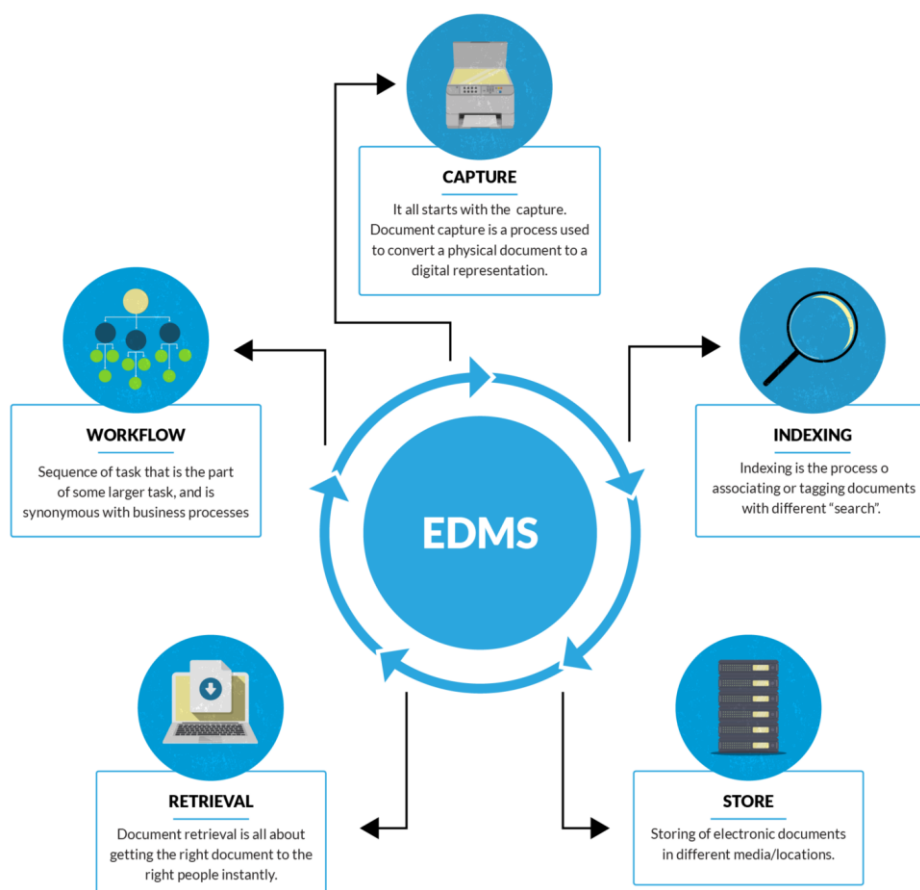 CAPTURE
It all starts with the capture.
Document capture is a process used
to convert a physical document to a
digital representation.
WORKFLOW
Sequence of task that is the part
of some larger task, and is
synonymous with business processes
INDEXING
Indexing is the process o
associating or tagging documents
with different “search”.
EDMS
RETRIEVAL
Document retrieval is all about
getting the right document to the
right people instantly.
STORE
Storing of electronic documents
in different media/locations.